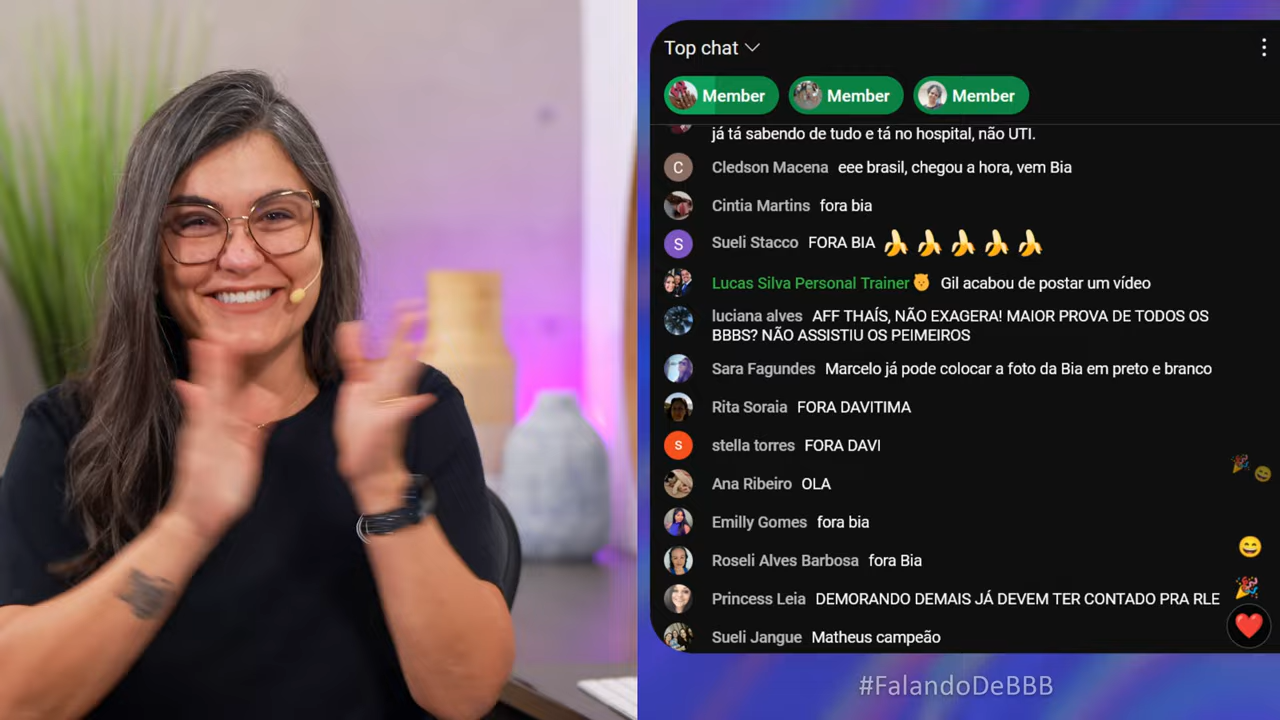 Top chat
Member
Member
Member
já tá sabendo de tudo e tá no hospital, não UTI.
C
Cledson Macena eee brasil, chegou a hora, vem Bia
Cintia Martins fora bia
S
Sueli Stacco FORA BIA 🍌🍌🍌🍌🍌
Lucas Silva Personal Trainer Gil acabou de postar um vídeo
luciana alves AFF THAÍS, NÃO EXAGERA! MAIOR PROVA DE TODOS OS
BBBS? NÃO ASSISTIU OS PEIMEIROS
Sara Fagundes Marcelo já pode colocar a foto da Bia em preto e branco
Rita Soraia FORA DAVITIMA
S
stella torres FORA DAVI
Ana Ribeiro OLA
Emilly Gomes fora bia
Roseli Alves Barbosa fora Bia
Princess Leia DEMORANDO DEMAIS JÁ DEVEM TER CONTADO PRA RLE
Sueli Jangue Matheus campeão
#FalandoDeBBB